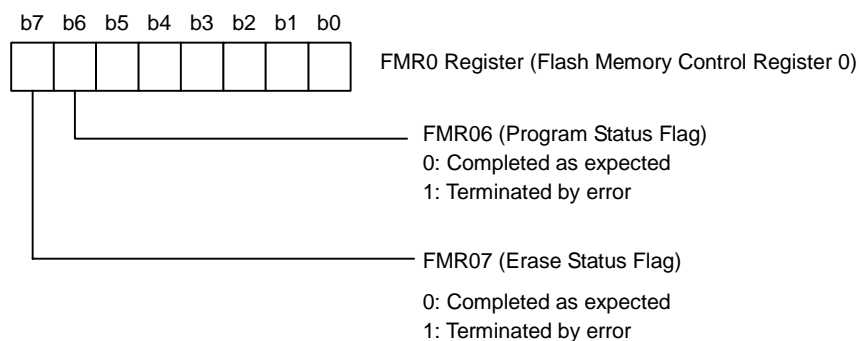 b7 b6 b5 b4 b3 b2 b1 b0
FMR0 Register (Flash Memory Control Register 0)
FMR06 (Program Status Flag)
0: Completed as expected
1: Terminated by error
FMR07 (Erase Status Flag)
0: Completed as expected
1: Terminated by error